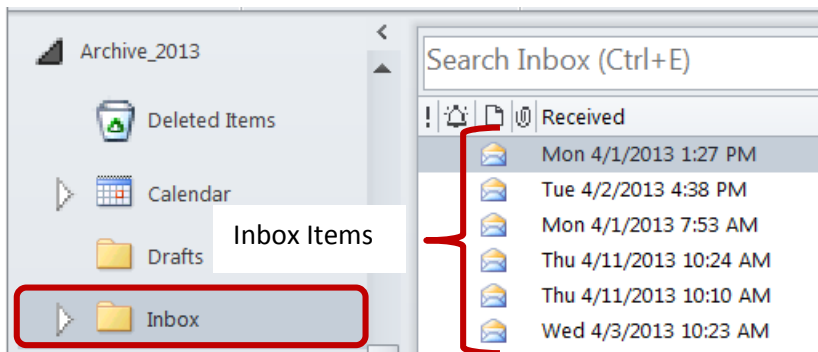 Archive_2013
Deleted Items
Calendar
Drafts
Inbox
Inbox Items
Search Inbox (Ctrl+E)
! Received
Mon 4/1/2013 1:27 PM
Tue 4/2/2013 4:38 PM
Mon 4/1/2013 7:53 AM
Thu 4/11/2013 10:24 AM
Thu 4/11/2013 10:10 AM
Wed 4/3/2013 10:23 AM